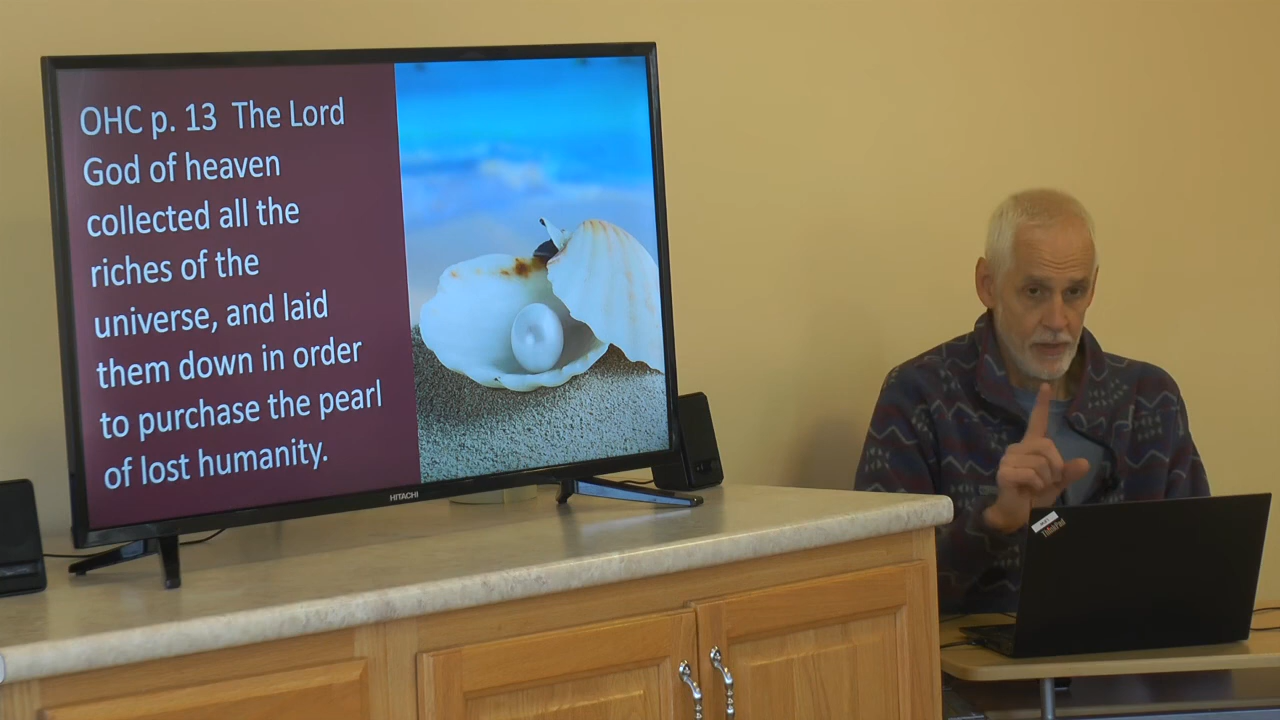 OHC p. 13 The Lord
God of heaven
collected all the
riches of the
universe, and laid
them down in order
to purchase the pearl
of lost humanity.
HITACHI
ThinkPad